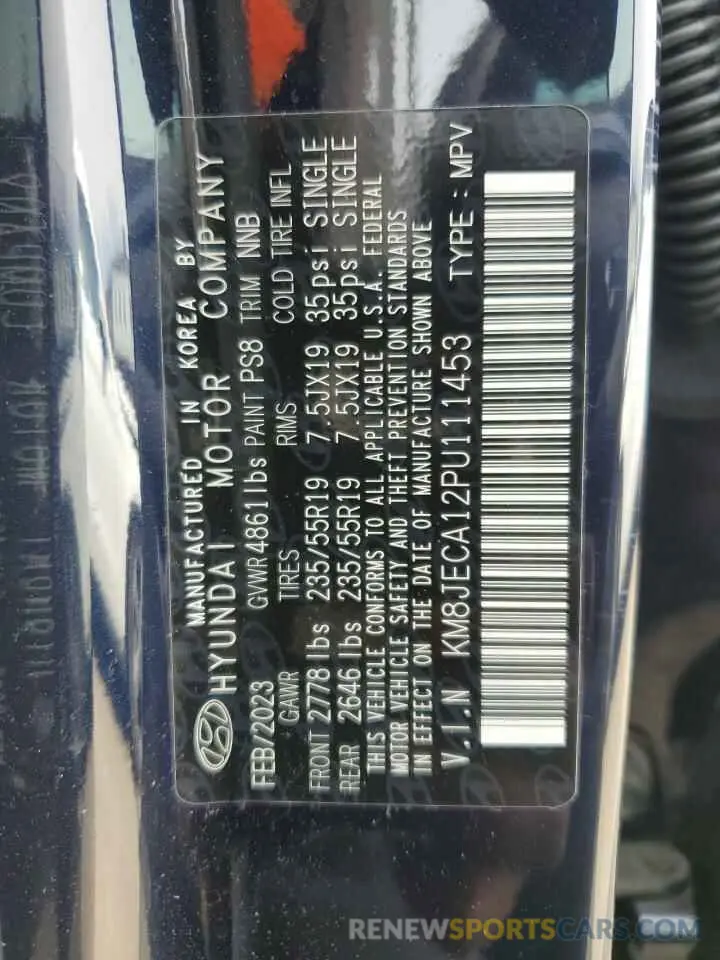 MANUFACTURED IN KOREA BY
HYUNDAI MOTOR COMPANY
FEB/2023 GVWR 4861 lbs PAINT PS8 TRIM NNB
GAWR TIRES RIMS COLD TIRE INFL
FRONT 2778 lbs 235/55R19 7.5JX19 35psi SINGLE
REAR 2646 lbs 235/55R19 7.5JX19 35psi SINGLE
THIS VEHICLE CONFORMS TO ALL APPLICABLE U.S.A. FEDERAL
MOTOR VEHICLE SAFETY AND THEFT PREVENTION STANDARDS
IN EFFECT ON THE DATE OF MANUFACTURE SHOWN ABOVE
V.I.N KM8JECA12PU111453 TYPE : MPV
RENEWSPORTSCARS.COM